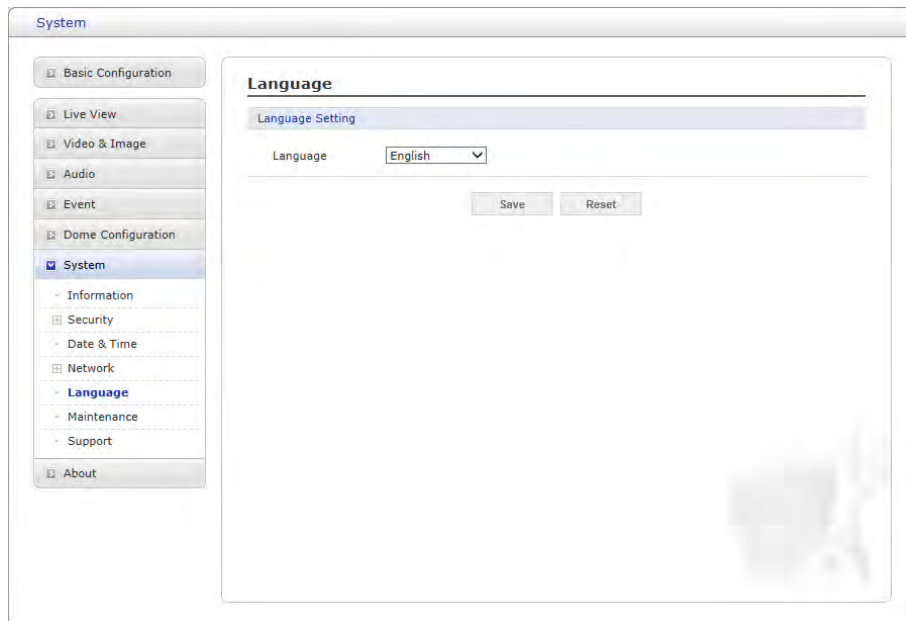 System
Basic Configuration
Live View
Video & Image
Audio
Event
Dome Configuration
System
Information
Security
Date & Time
Network
Language
Maintenance
Support
About
Language
Language Setting
Language English
Save Reset